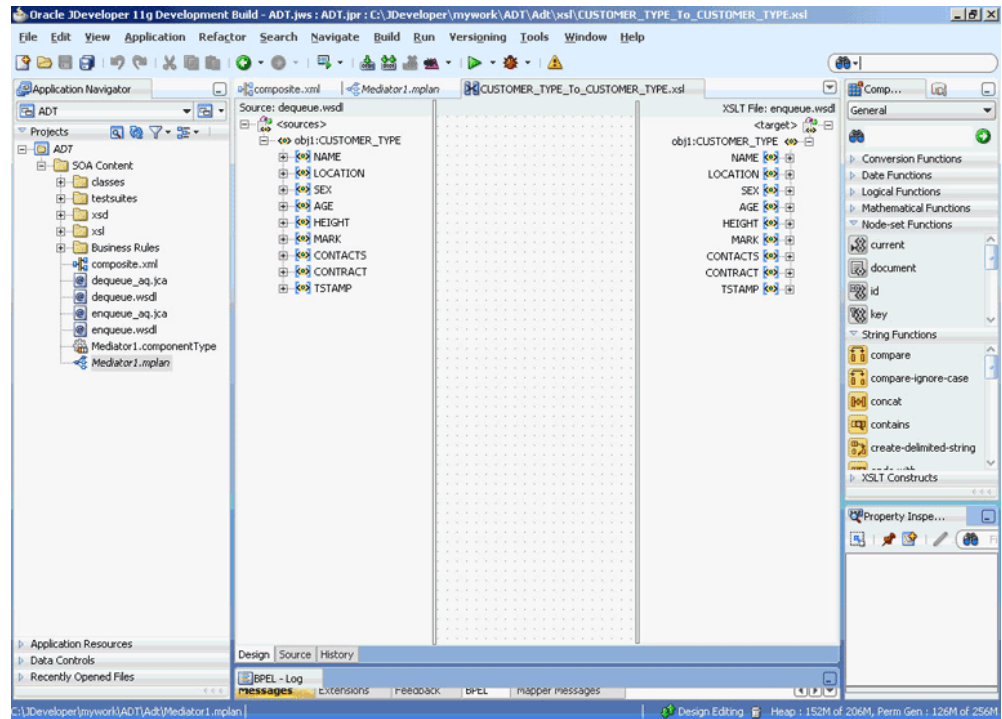 Oracle JDeveloper 11g Development Build - ADT.jws : ADT.jpr : C:\JDeveloper\mywork\ADT\Adt\xsl\CUSTOMER_TYPE_To_CUSTOMER_TYPE.xsl
File Edit View Application Refactor Search Navigate Build Run Versioning Tools Window Help
Application Navigator
ADT
Projects
ADT
SOA Content
classes
testsuites
xsd
xsl
Business Rules
composite.xml
dequeue_aq.jca
dequeue.wsdl
enqueue_aq.jca
enqueue.wsdl
Mediator1.componentType
Mediator1.mplan
Application Resources
Data Controls
Recently Opened Files
composite.xml Mediator1.mplan CUSTOMER_TYPE_To_CUSTOMER_TYPE.xsl
Source: dequeue.wsdl XSLT File: enqueue.wsdl
<sources>
obj1:CUSTOMER_TYPE
NAME
LOCATION
SEX
AGE
HEIGHT
MARK
CONTACTS
CONTRACT
TSTAMP
<target>
obj1:CUSTOMER_TYPE
NAME
LOCATION
SEX
AGE
HEIGHT
MARK
CONTACTS
CONTRACT
TSTAMP
Design Source History
BPEL - Log
Messages Extensions Feedback BPEL Mapper Messages
Comp...
General
Conversion Functions
Date Functions
Logical Functions
Mathematical Functions
Node-set Functions
current
document
id
key
String Functions
compare
compare-ignore-case
concat
contains
create-delimited-string
ends-with
XSLT Constructs
Property Inspe...
Fi
C:\JDeveloper\mywork\ADT\Adt\Mediator1.mplan Design Editing Heap : 152M of 206M, Perm Gen : 126M of 256M